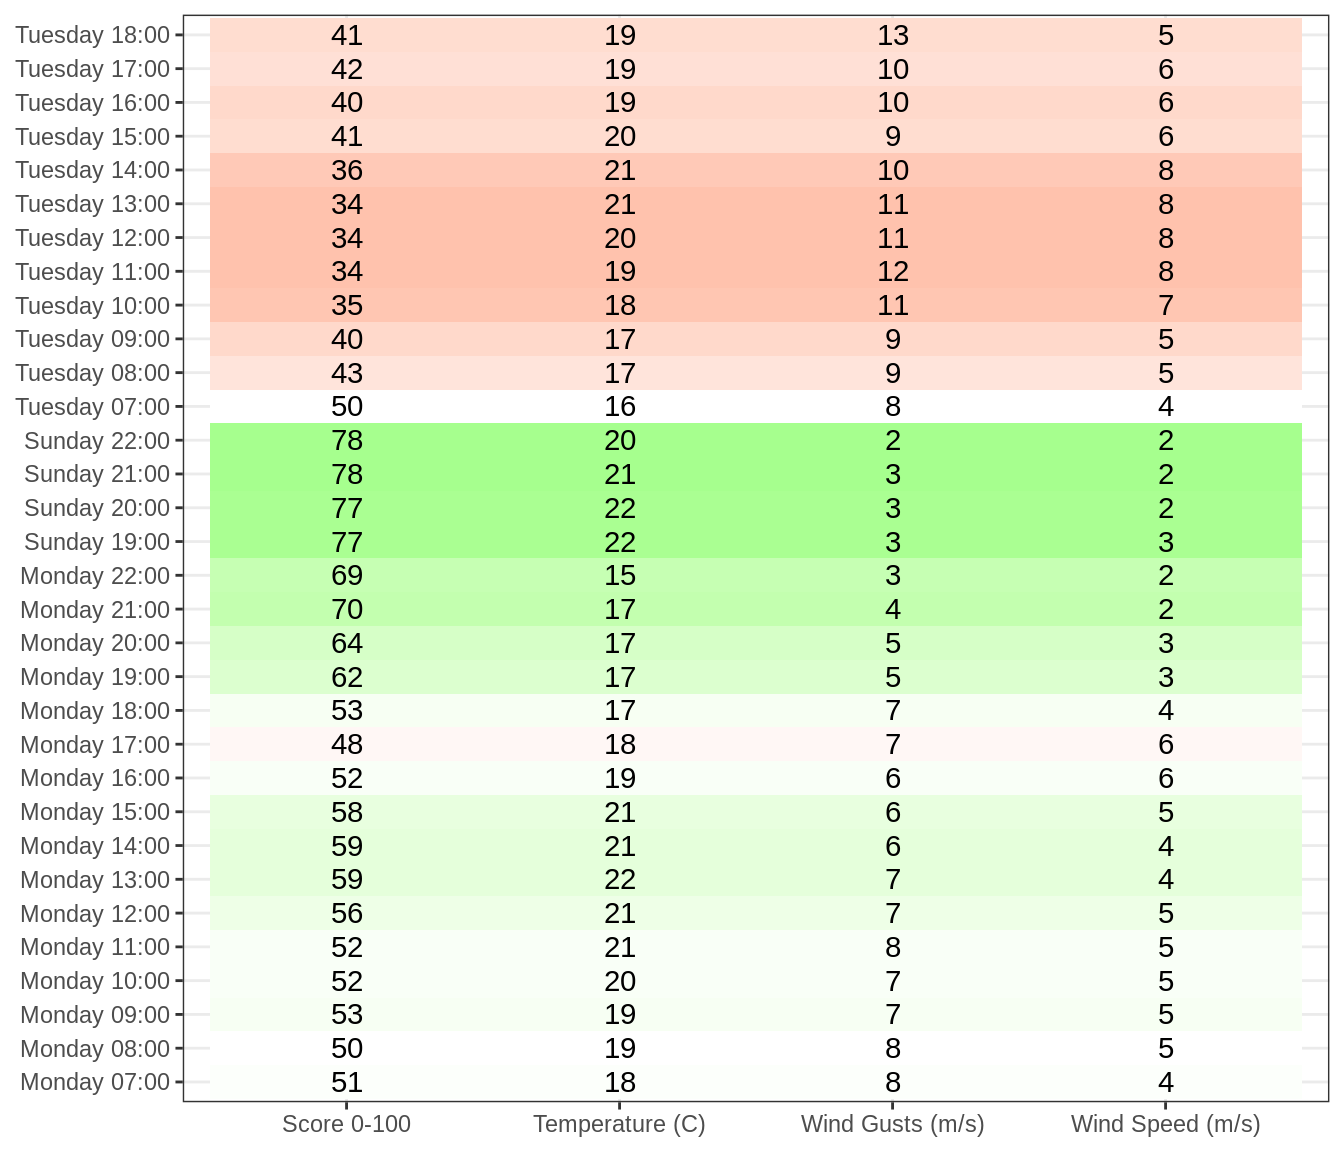 Tuesday 18:00 41 19 13 5
Tuesday 17:00 42 19 10 6
Tuesday 16:00 40 19 10 6
Tuesday 15:00 41 20 9 6
Tuesday 14:00 36 21 10 8
Tuesday 13:00 34 21 11 8
Tuesday 12:00 34 20 11 8
Tuesday 11:00 34 19 12 8
Tuesday 10:00 35 18 11 7
Tuesday 09:00 40 17 9 5
Tuesday 08:00 43 17 9 5
Tuesday 07:00 50 16 8 4
Sunday 22:00 78 20 2 2
Sunday 21:00 78 21 3 2
Sunday 20:00 77 22 3 2
Sunday 19:00 77 22 3 3
Monday 22:00 69 15 3 2
Monday 21:00 70 17 4 2
Monday 20:00 64 17 5 3
Monday 19:00 62 17 5 3
Monday 18:00 53 17 7 4
Monday 17:00 48 18 7 6
Monday 16:00 52 19 6 6
Monday 15:00 58 21 6 5
Monday 14:00 59 21 6 4
Monday 13:00 59 22 7 4
Monday 12:00 56 21 7 5
Monday 11:00 52 21 8 5
Monday 10:00 52 20 7 5
Monday 09:00 53 19 7 5
Monday 08:00 50 19 8 5
Monday 07:00 51 18 8 4
Score 0-100 Temperature (C) Wind Gusts (m/s) Wind Speed (m/s)